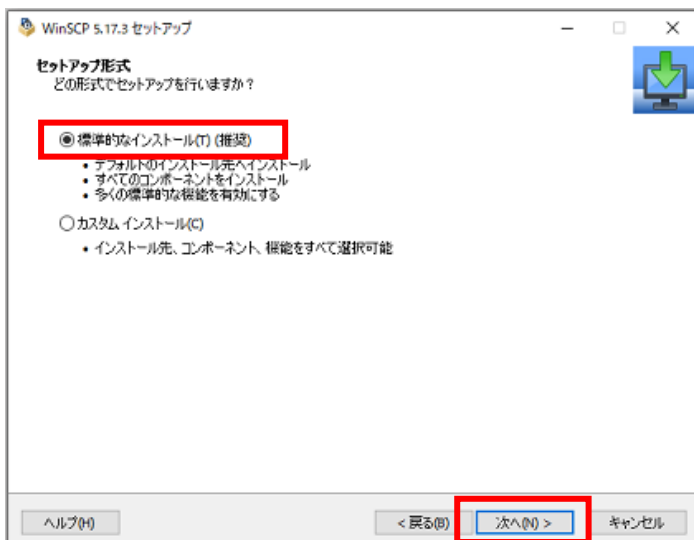 WinSCP 5.17.3 セットアップ
セットアップ形式
どの形式でセットアップを行いますか？
標準的なインストール(T) (推奨)
• デフォルトのインストール先へインストール
• すべてのコンポーネントをインストール
• 多くの標準的な機能を有効にする
カスタム インストール(C)
• インストール先、コンポーネント、機能をすべて選択可能
ヘルプ(H)
< 戻る(B)
次へ(N) >
キャンセル